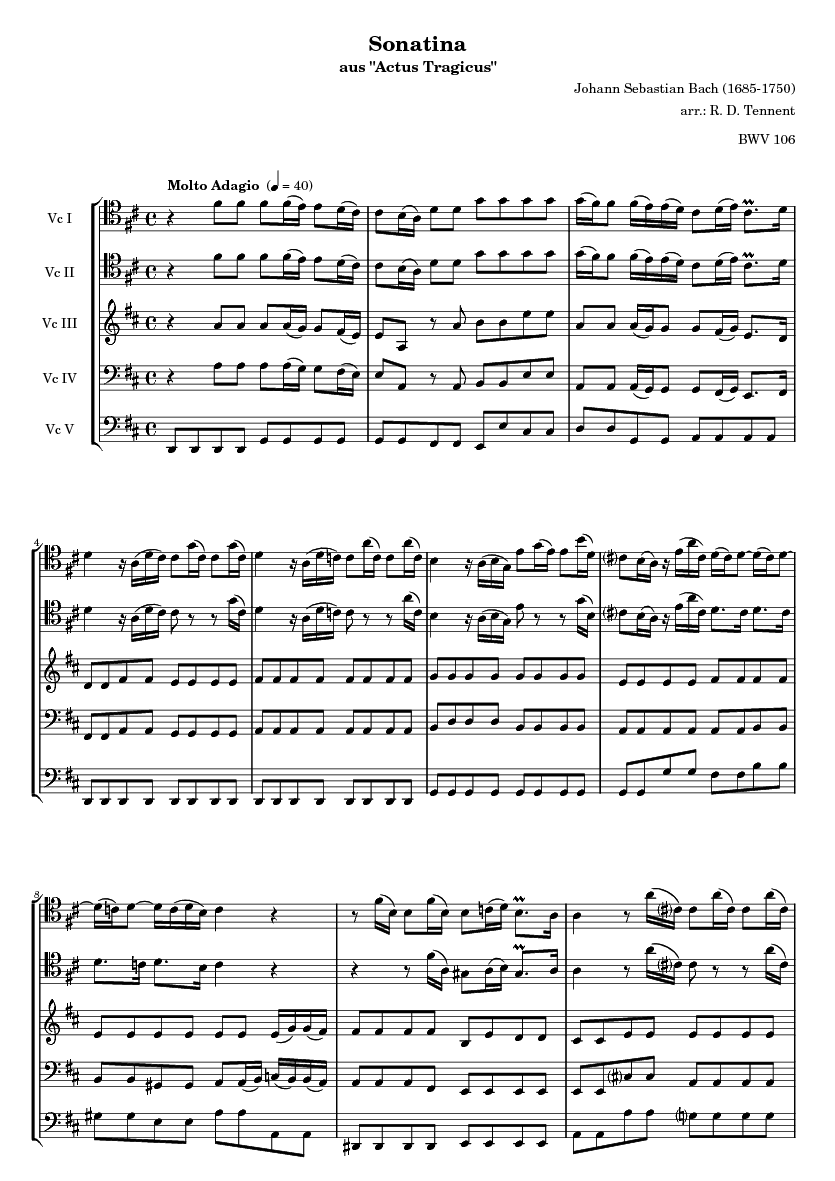 Sonatina
aus "Actus Tragicus"
Johann Sebastian Bach (1685-1750)
arr.: R. D. Tennent
BWV 106
Molto Adagio (♩ = 40)
Vc I
Vc II
Vc III
Vc IV
Vc V
4
8